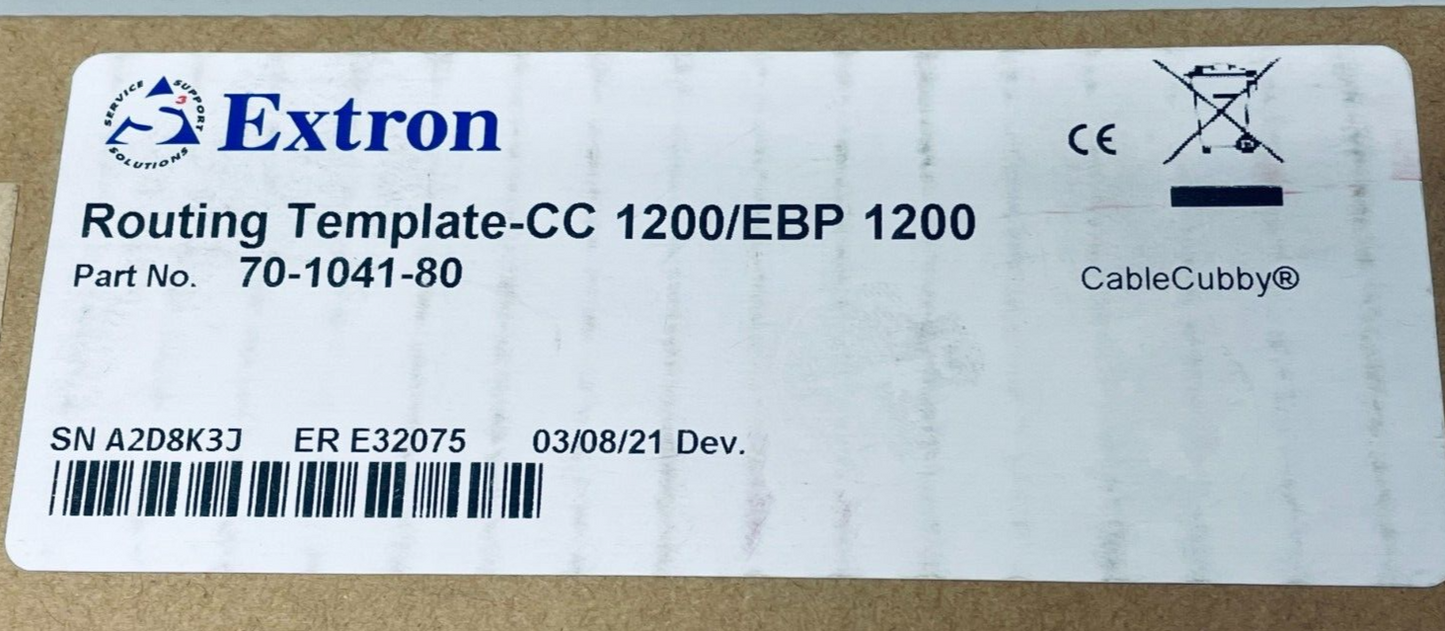 SERVICE SUPPORT SOLUTIONS
3
Extron
CE
Routing Template-CC 1200/EBP 1200
Part No. 70-1041-80
CableCubby®
SN A2D8K3J ER E32075 03/08/21 Dev.